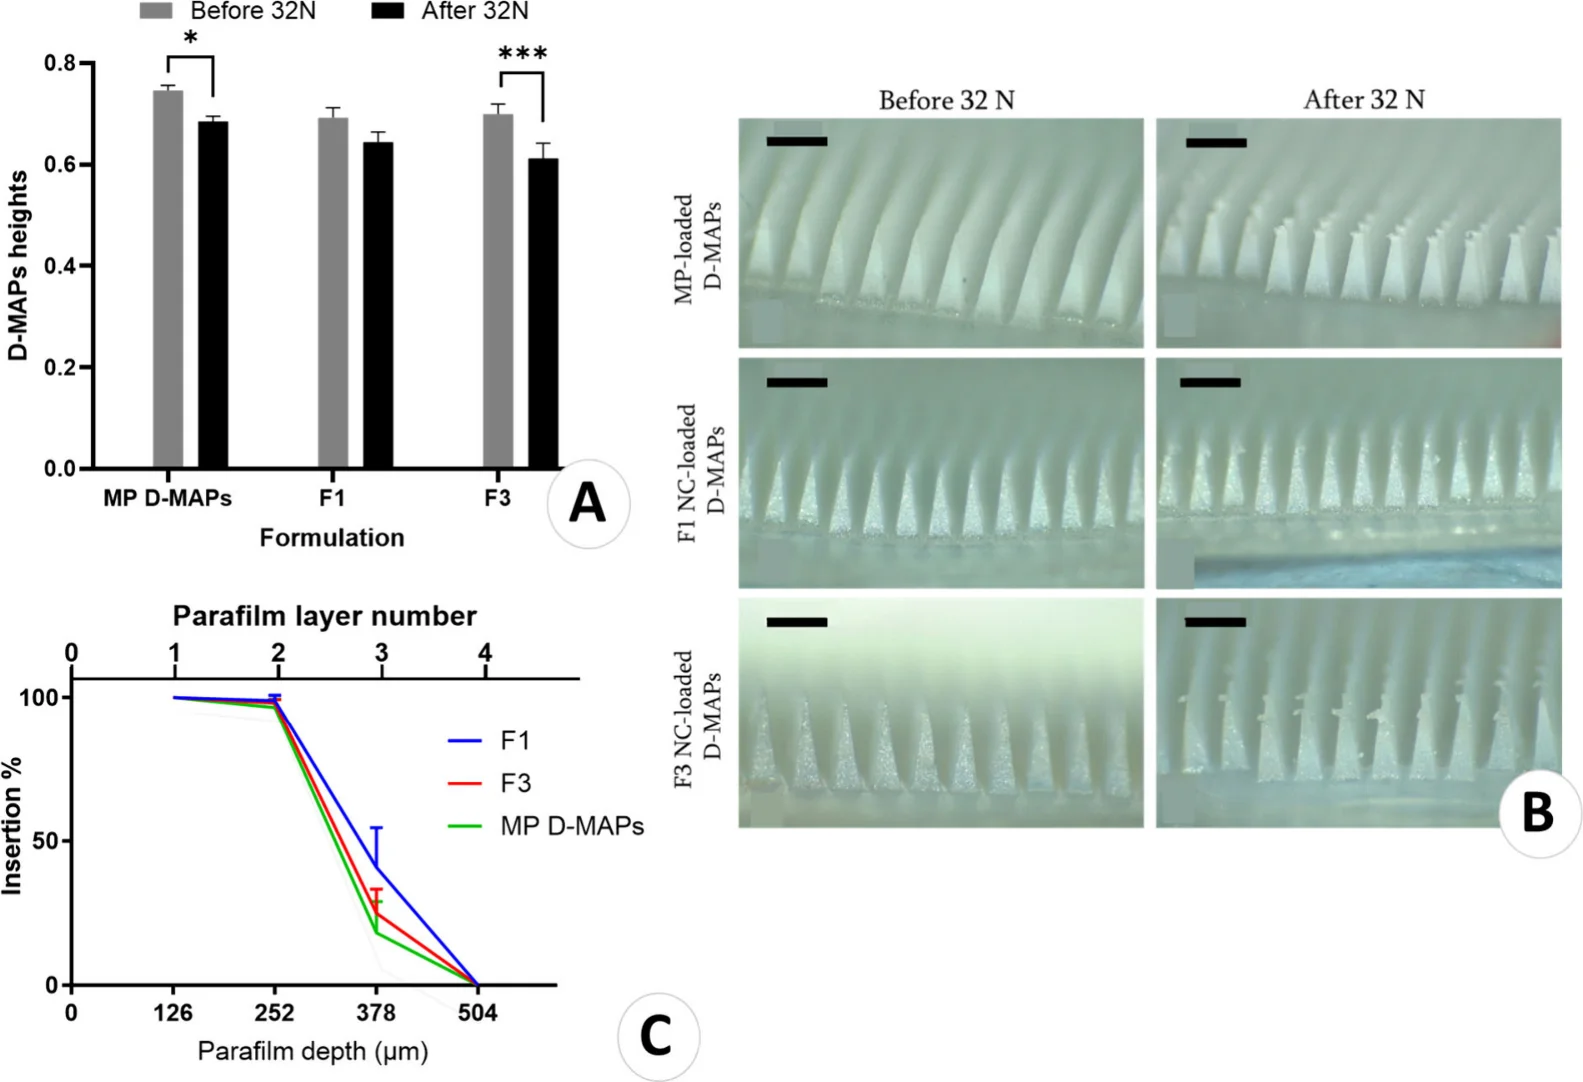 Before 32N After 32N
* ***
0.8
0.6
0.4
0.2
0.0
D-MAPs heights
MP D-MAPs F1 F3
Formulation
A
Before 32 N After 32 N
MP-loaded
D-MAPs
F1 NC-loaded
D-MAPs
F3 NC-loaded
D-MAPs
B
Parafilm layer number
0 1 2 3 4
100
50
0
Insertion %
F1
F3
MP D-MAPs
0 126 252 378 504
Parafilm depth (µm)
C